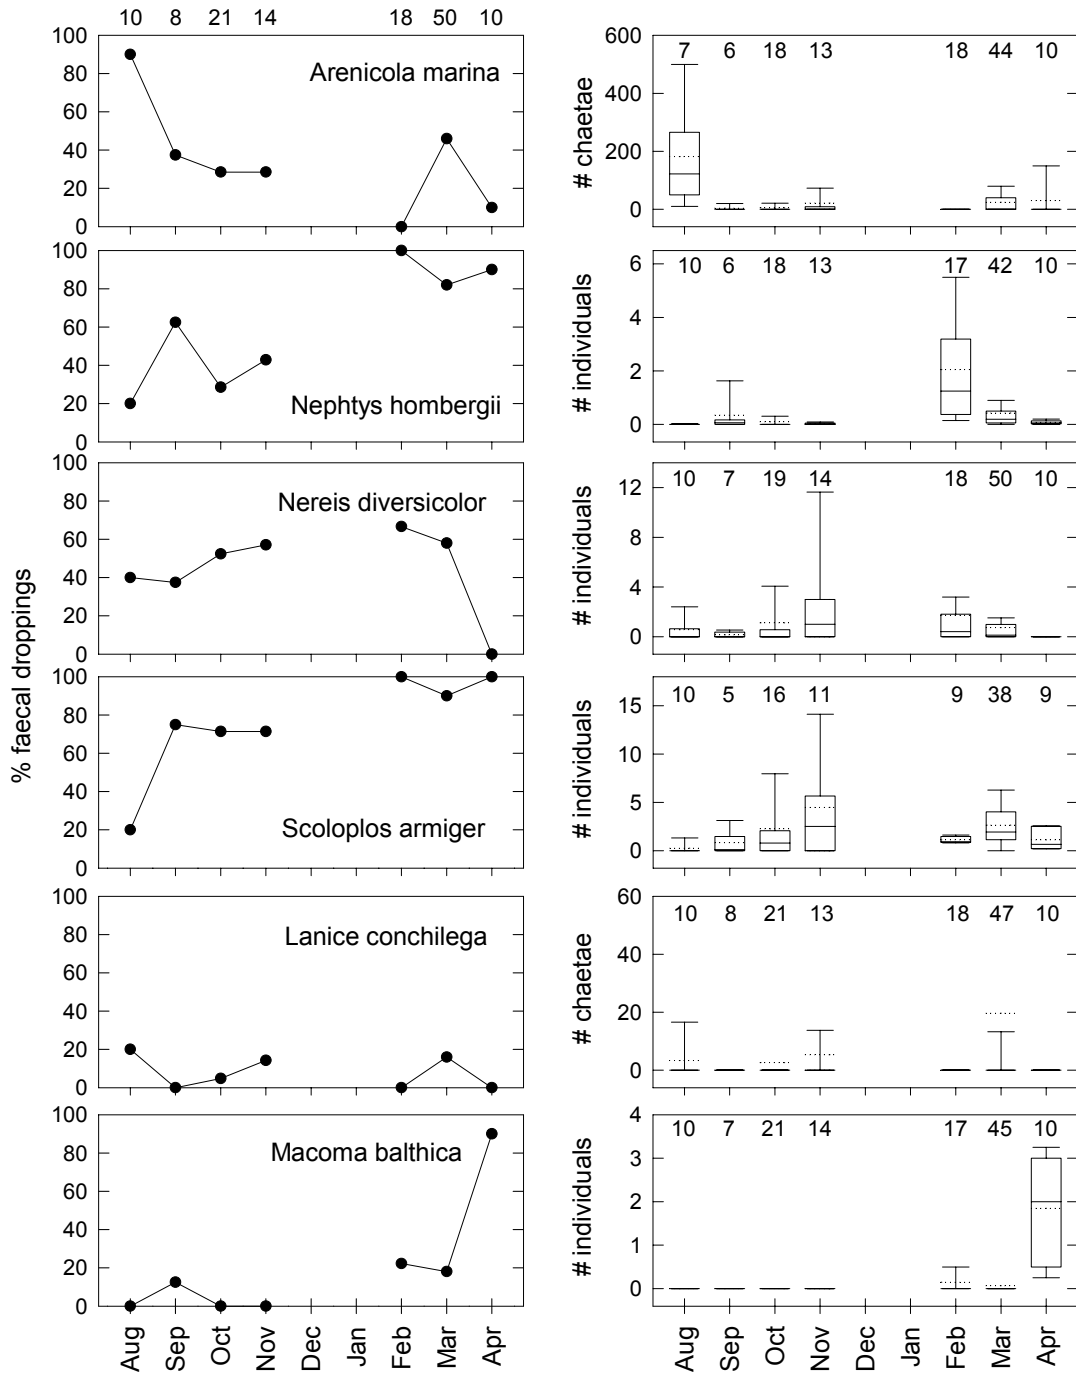 10 8 21 14 18 50 10
100
80
60
40
20
0
Arenicola marina
600
400
200
0
# chaetae
7 6 18 13 18 44 10
100
80
60
40
20
0
Nephtys hombergii
6
4
2
0
# individuals
10 6 18 13 17 42 10
100
80
60
40
20
0
Nereis diversicolor
12
8
4
0
# individuals
10 7 19 14 18 50 10
% faecal droppings
100
80
60
40
20
0
Scoloplos armiger
15
10
5
0
# individuals
10 5 16 11 9 38 9
100
80
60
40
20
0
Lanice conchilega
60
40
20
0
# chaetae
10 8 21 13 18 47 10
100
80
60
40
20
0
Macoma balthica
4
3
2
1
0
# individuals
10 7 21 14 17 45 10
Aug Sep Oct Nov Dec Jan Feb Mar Apr
Aug Sep Oct Nov Dec Jan Feb Mar Apr